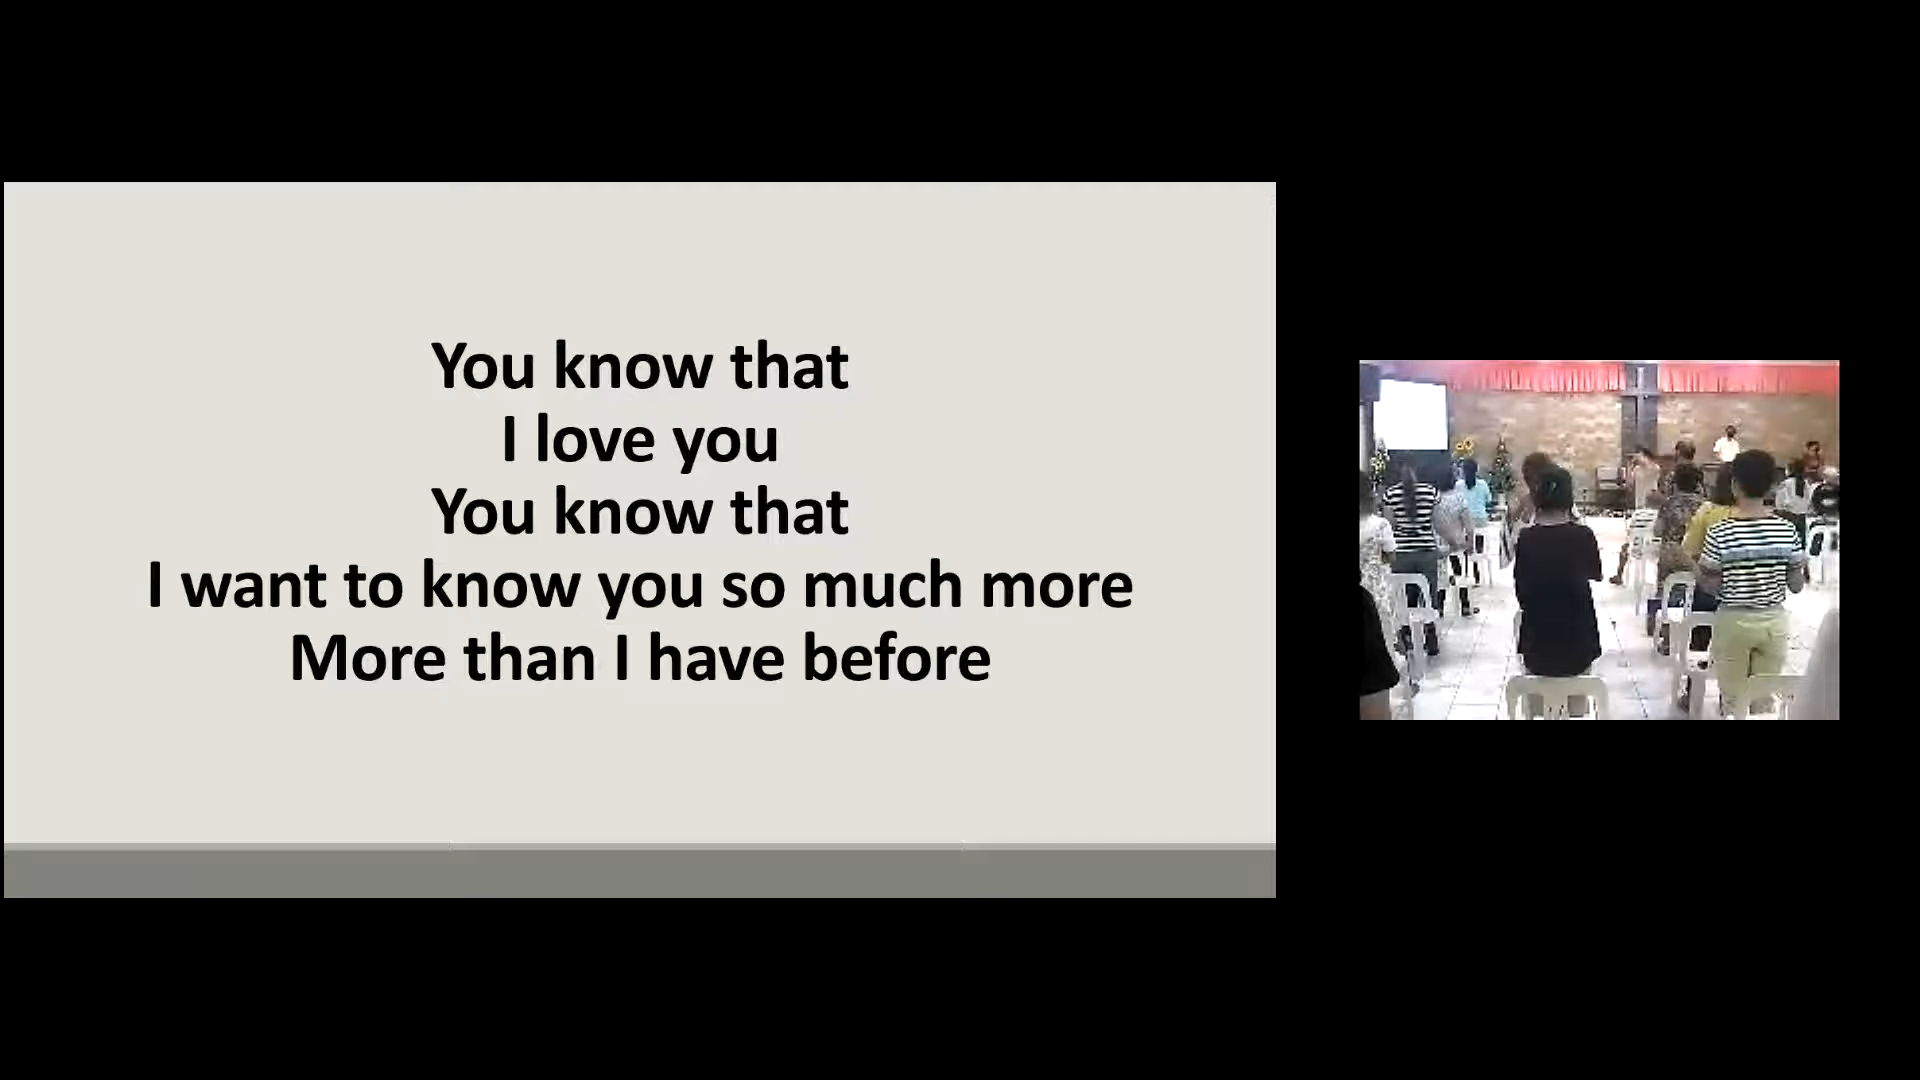 You know that
I love you
You know that
I want to know you so much more
More than I have before